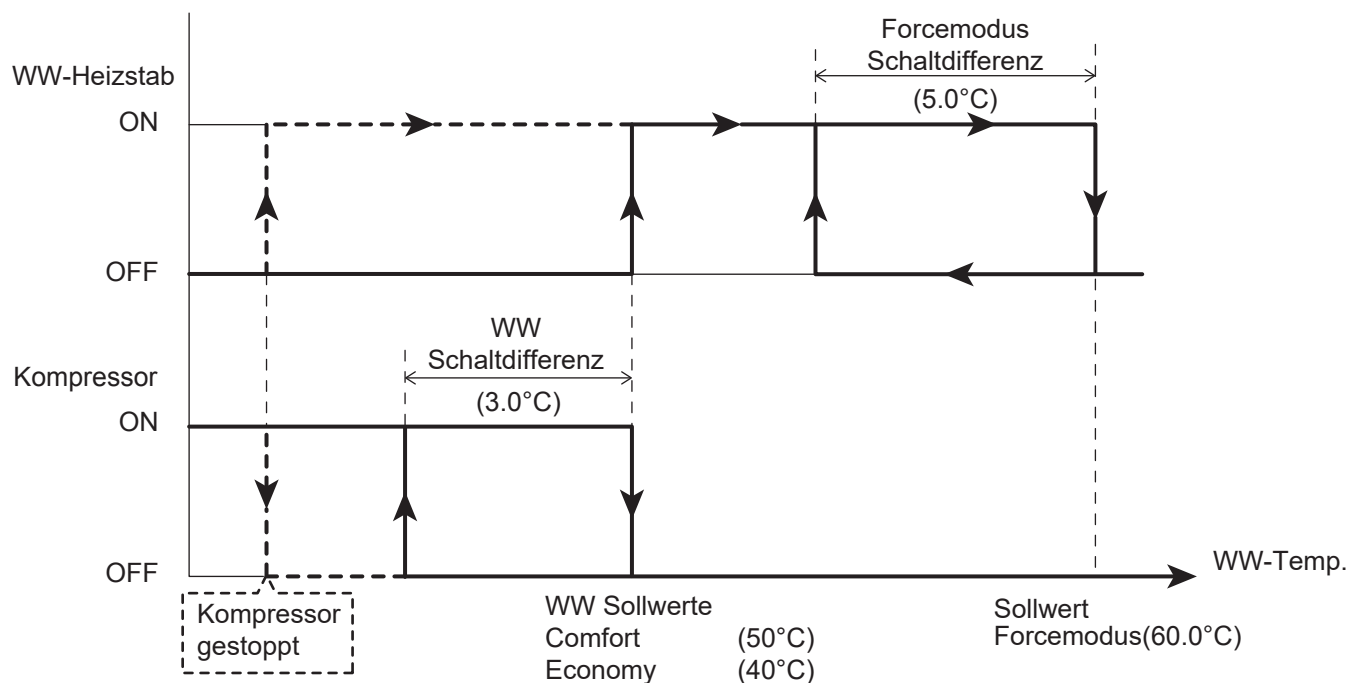 Forcemodus
Schaltdifferenz
(5.0°C)
WW-Heizstab
ON
OFF
WW
Schaltdifferenz
(3.0°C)
Kompressor
ON
OFF
WW-Temp.
Kompressor
gestoppt
WW Sollwerte
Comfort (50°C)
Economy (40°C)
Sollwert
Forcemodus(60.0°C)